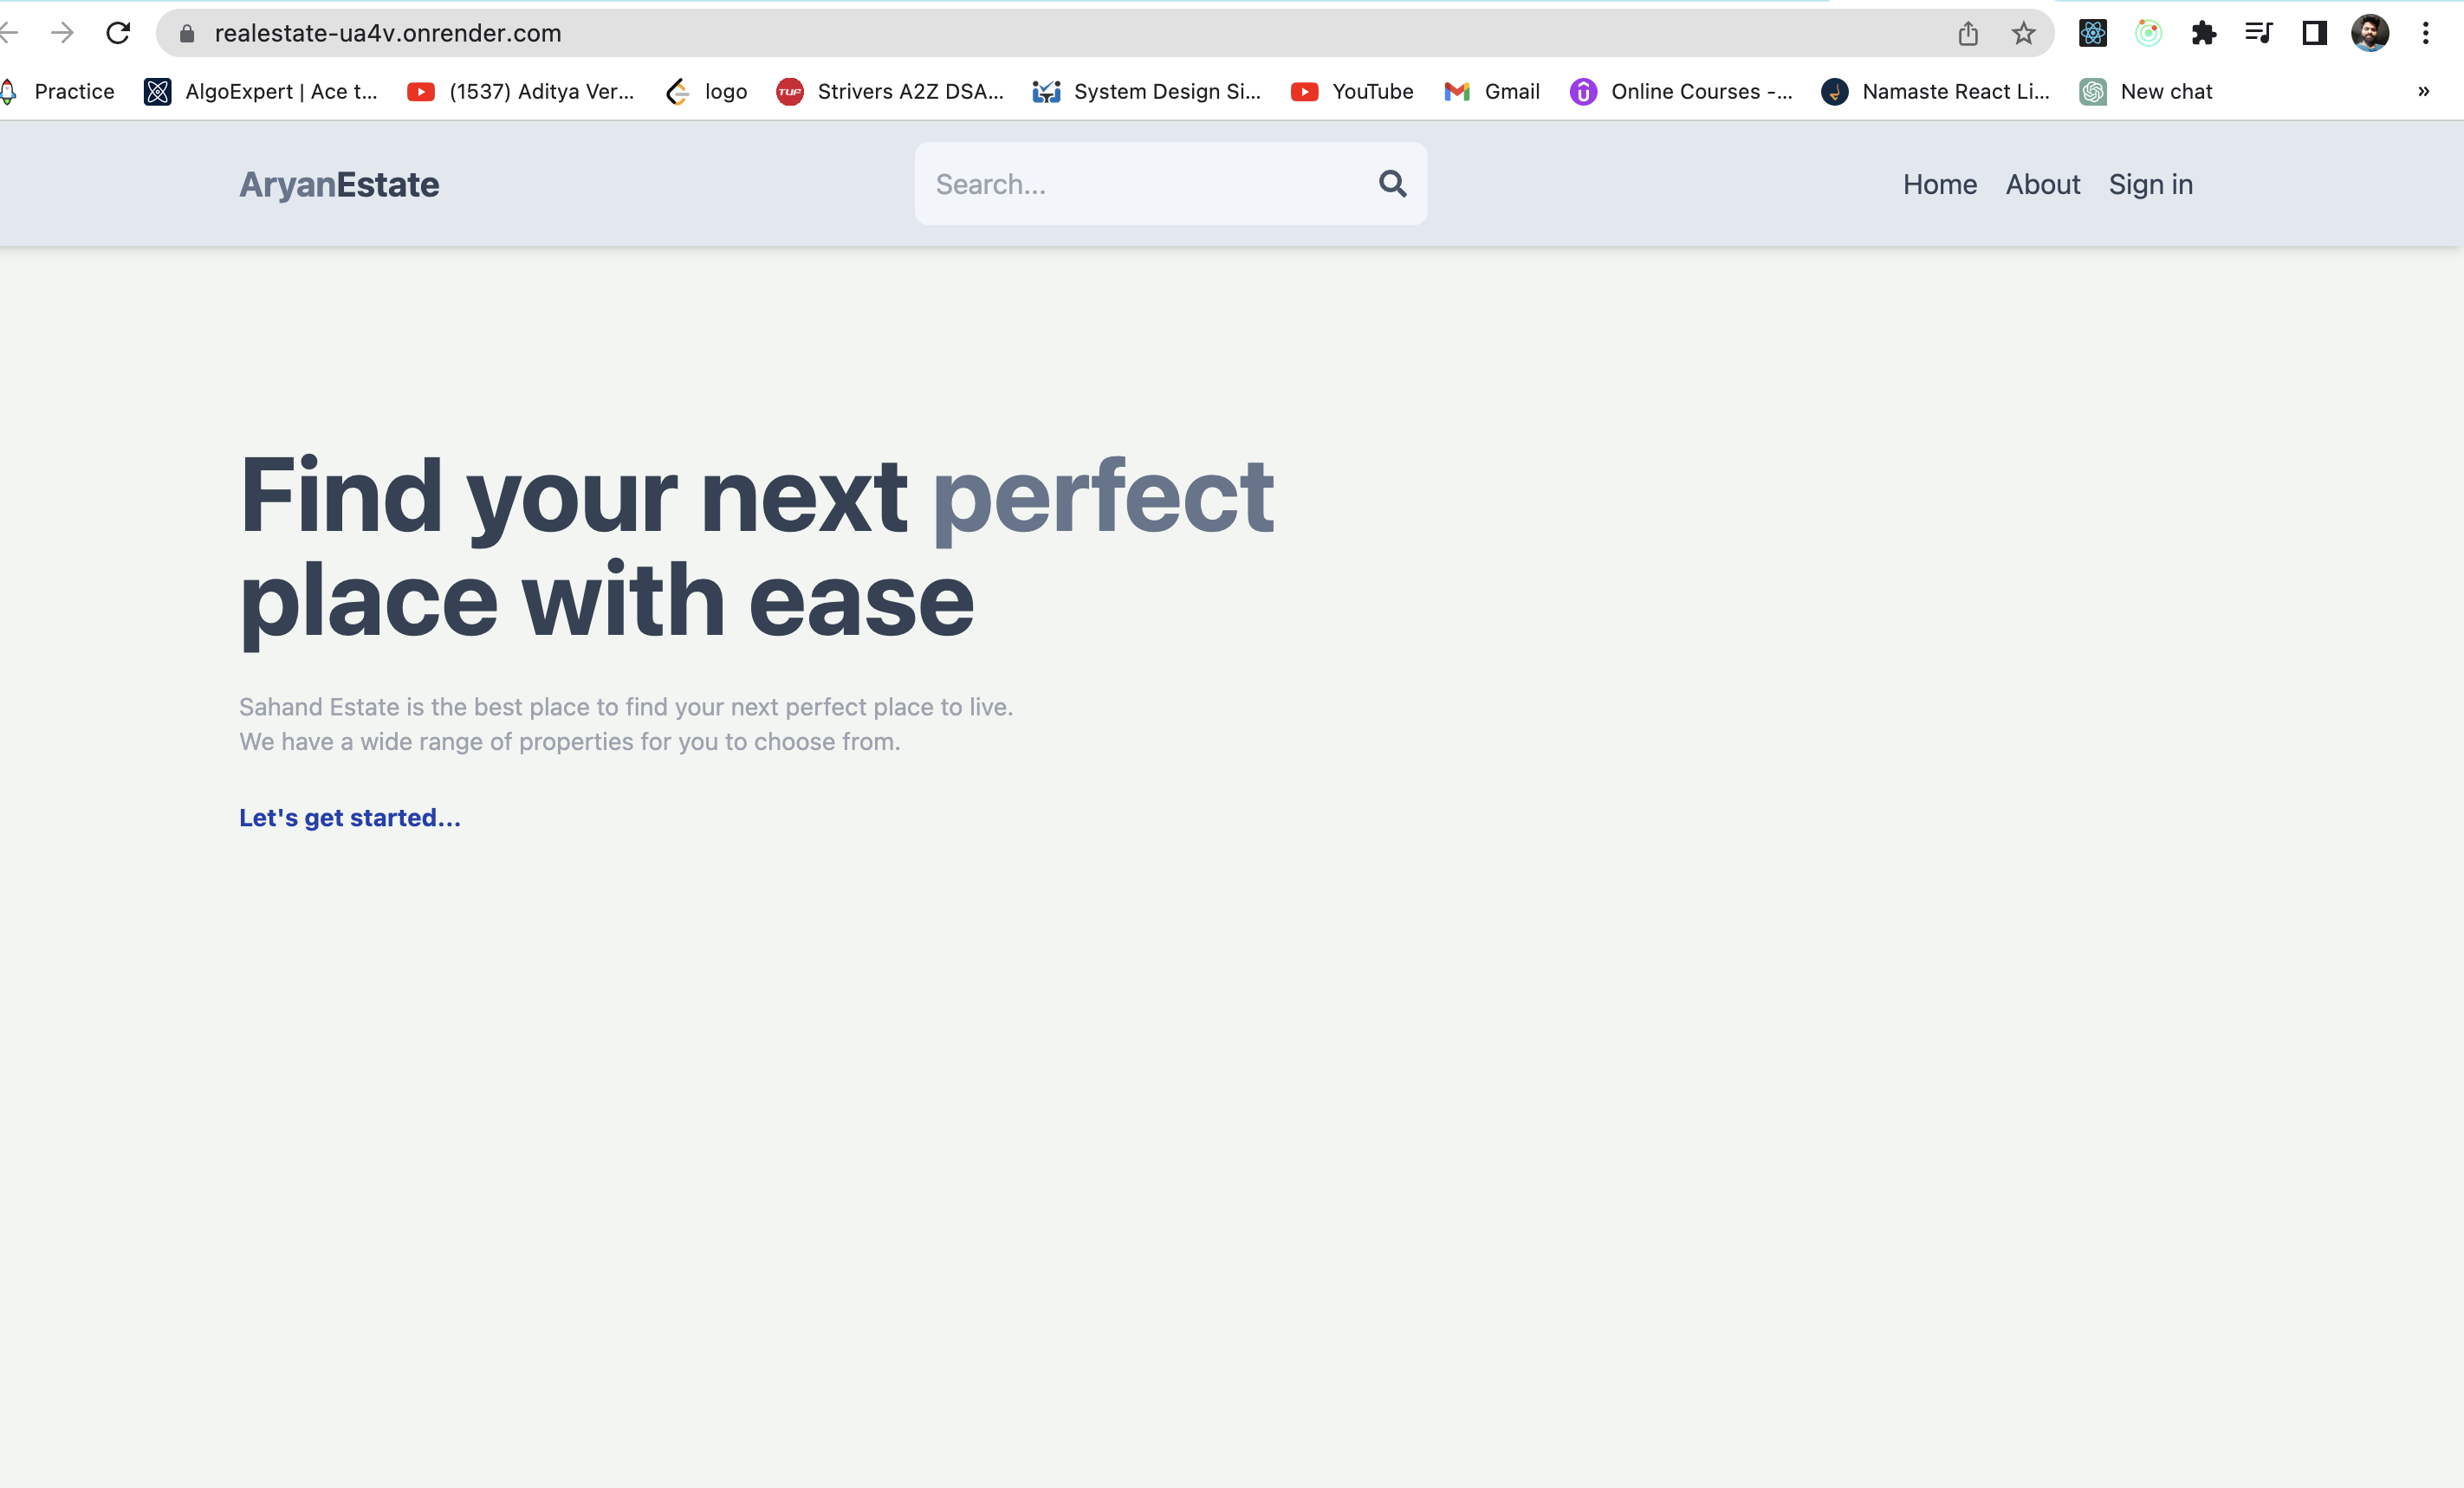 realestate-ua4v.onrender.com
Practice AlgoExpert | Ace t... (1537) Aditya Ver... logo TUF Strivers A2Z DSA... System Design Si... YouTube Gmail Online Courses -... Namaste React Li... New chat »
AryanEstate Search... Home About Sign in
Find your next perfect
place with ease
Sahand Estate is the best place to find your next perfect place to live.
We have a wide range of properties for you to choose from.
Let's get started...